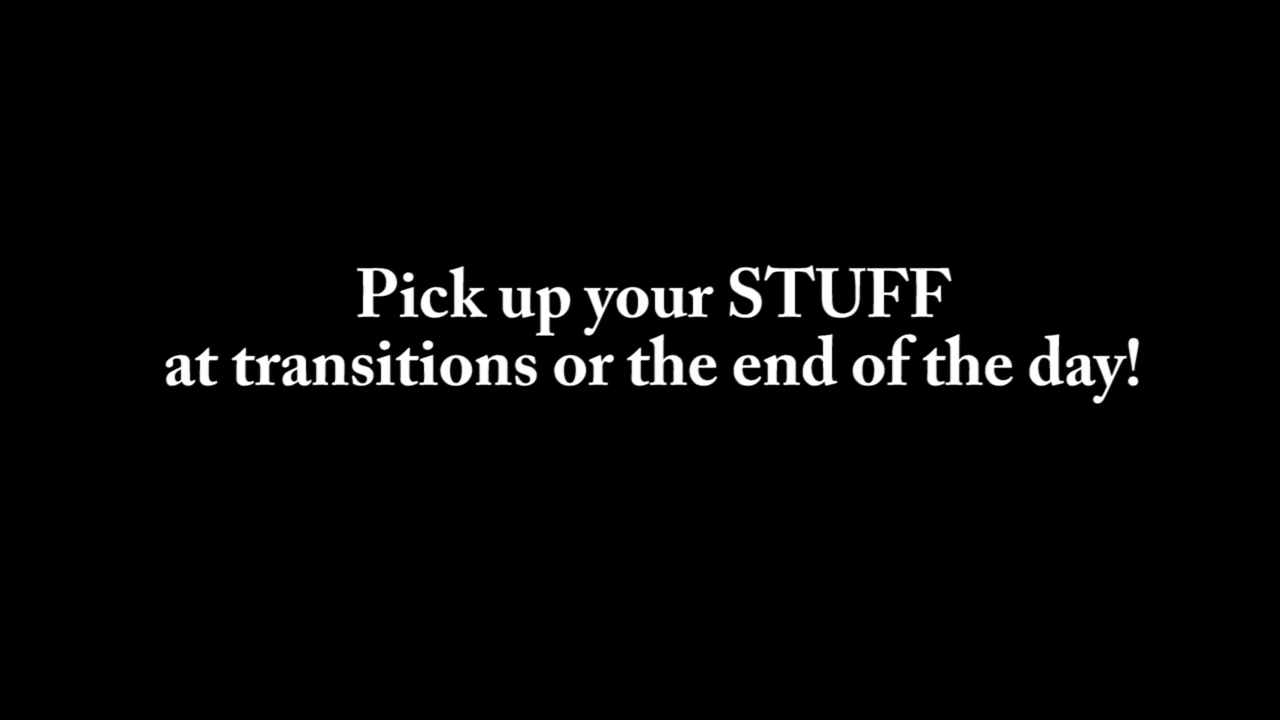 Pick up your STUFF
at transitions or the end of the day!